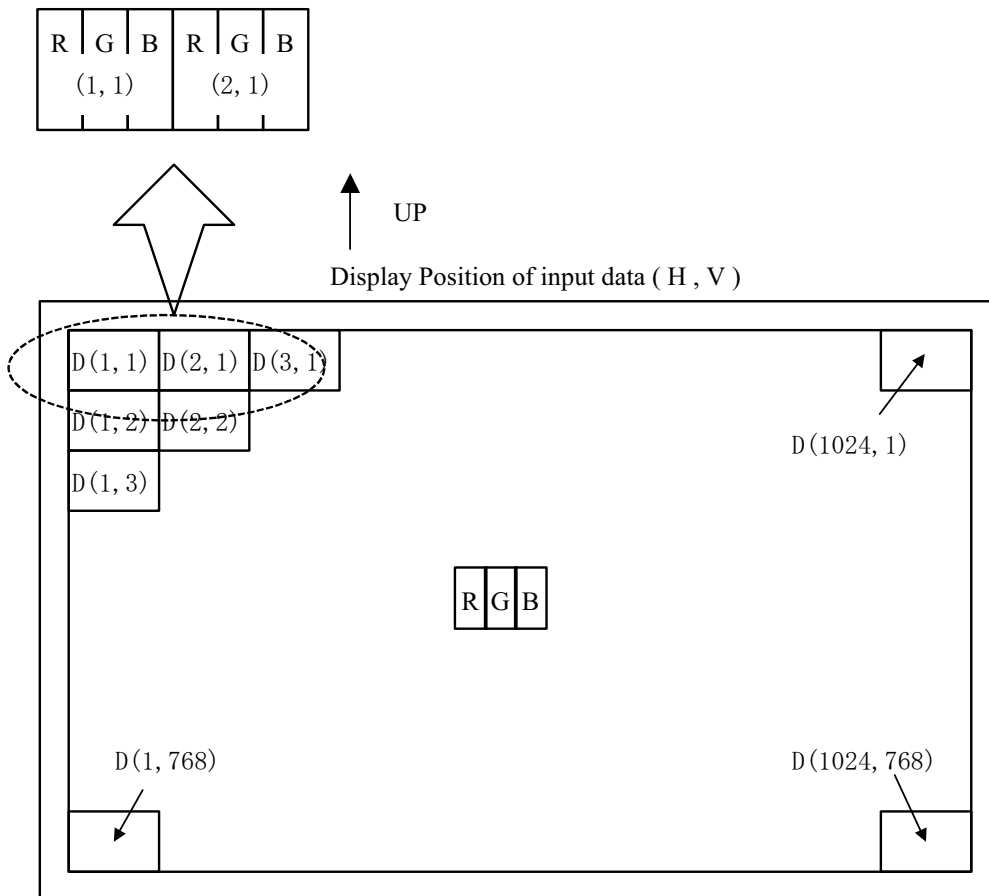 R G B R G B
(1, 1) (2, 1)
UP
Display Position of input data ( H , V )
D(1, 1) D(2, 1) D(3, 1)
D(1, 2) D(2, 2)
D(1024, 1)
D(1, 3)
R G B
D(1, 768) D(1024, 768)